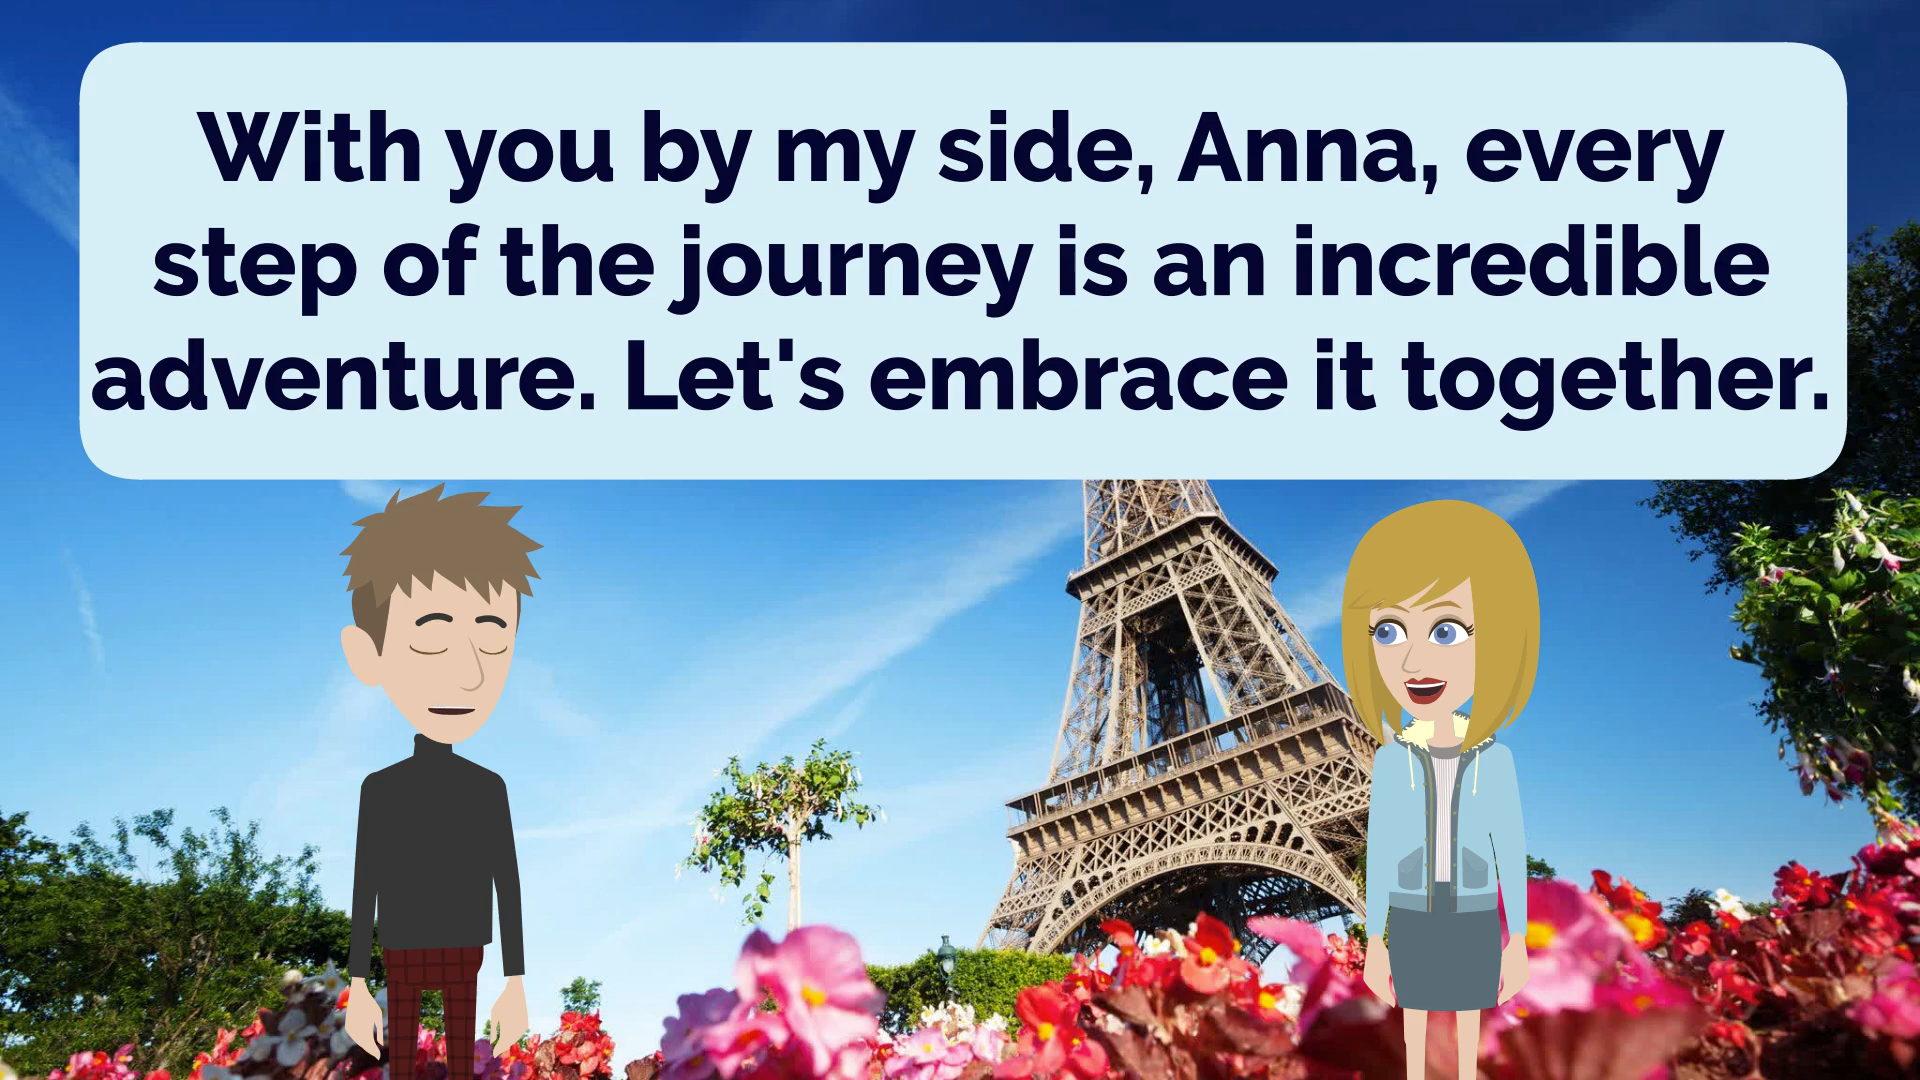 With you by my side, Anna, every
step of the journey is an incredible
adventure. Let's embrace it together.